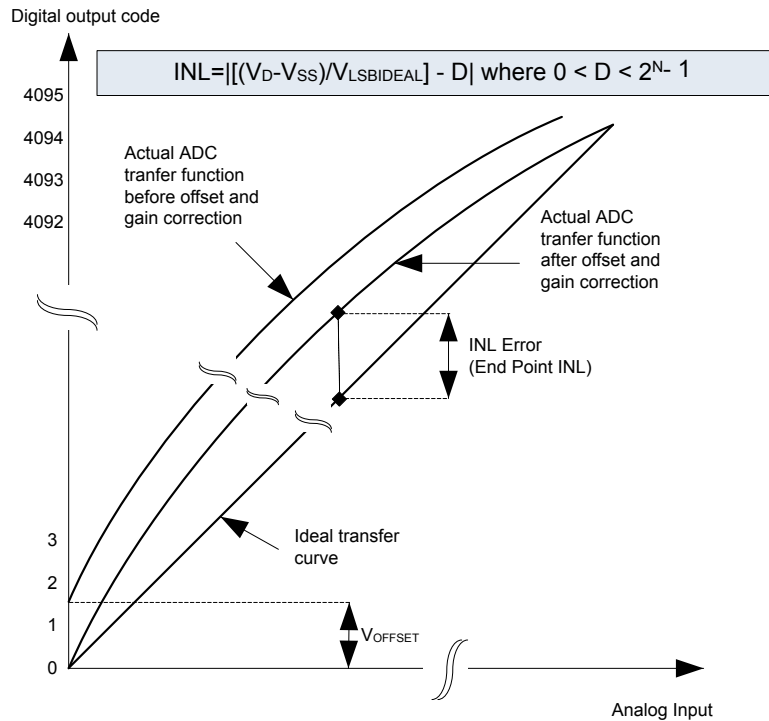 Digital output code
INL=|[(VD-VSS)/VLSBIDEAL] - D| where 0 < D < 2^N - 1
4095
4094
4093
4092
Actual ADC
tranfer function
before offset and
gain correction
Actual ADC
tranfer function
after offset and
gain correction
INL Error
(End Point INL)
Ideal transfer
curve
3
2
1
0
VOFFSET
Analog Input